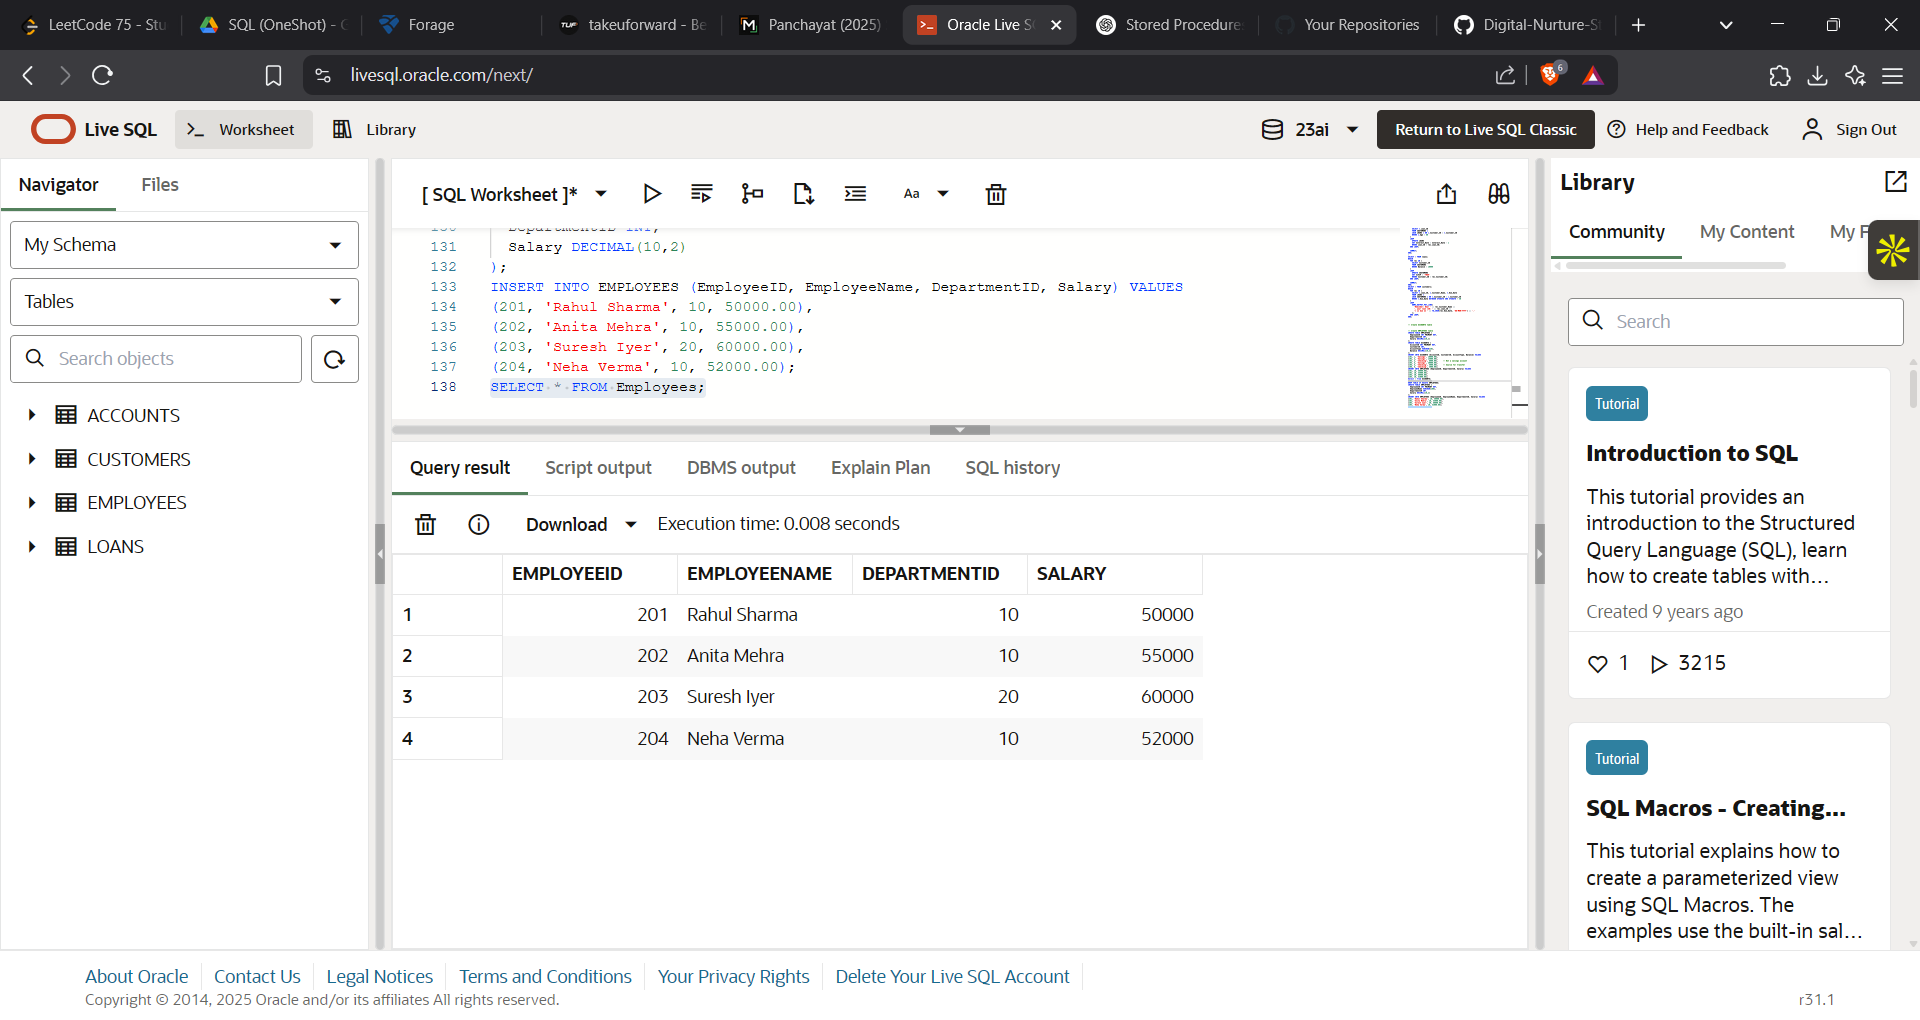 LeetCode 75 - Stu
SQL (OneShot) -
Forage
takeuforward - Be
Panchayat (2025)
Oracle Live S
Stored Procedure
Your Repositories
Digital-Nurture-S
livesql.oracle.com/next/
6
Live SQL
Worksheet
Library
23ai
Return to Live SQL Classic
Help and Feedback
Sign Out
Navigator
Files
My Schema
Tables
Search objects
ACCOUNTS
CUSTOMERS
EMPLOYEES
LOANS
[ SQL Worksheet ]*
Aa
130 DepartmentID INT,
131 Salary DECIMAL(10,2)
132 );
133 INSERT INTO EMPLOYEES (EmployeeID, EmployeeName, DepartmentID, Salary) VALUES
134 (201, 'Rahul Sharma', 10, 50000.00),
135 (202, 'Anita Mehra', 10, 55000.00),
136 (203, 'Suresh Iyer', 20, 60000.00),
137 (204, 'Neha Verma', 10, 52000.00);
138 SELECT * FROM Employees;
Query result
Script output
DBMS output
Explain Plan
SQL history
Download
Execution time: 0.008 seconds
EMPLOYEEID EMPLOYEENAME DEPARTMENTID SALARY
1 201 Rahul Sharma 10 50000
2 202 Anita Mehra 10 55000
3 203 Suresh Iyer 20 60000
4 204 Neha Verma 10 52000
Library
Community
My Content
My F
Search
Tutorial
Introduction to SQL
This tutorial provides an
introduction to the Structured
Query Language (SQL), learn
how to create tables with...
Created 9 years ago
1 3215
Tutorial
SQL Macros - Creating...
This tutorial explains how to
create a parameterized view
using SQL Macros. The
examples use the built-in sal...
About Oracle
Contact Us
Legal Notices
Terms and Conditions
Your Privacy Rights
Delete Your Live SQL Account
Copyright © 2014, 2025 Oracle and/or its affiliates All rights reserved.
r31.1